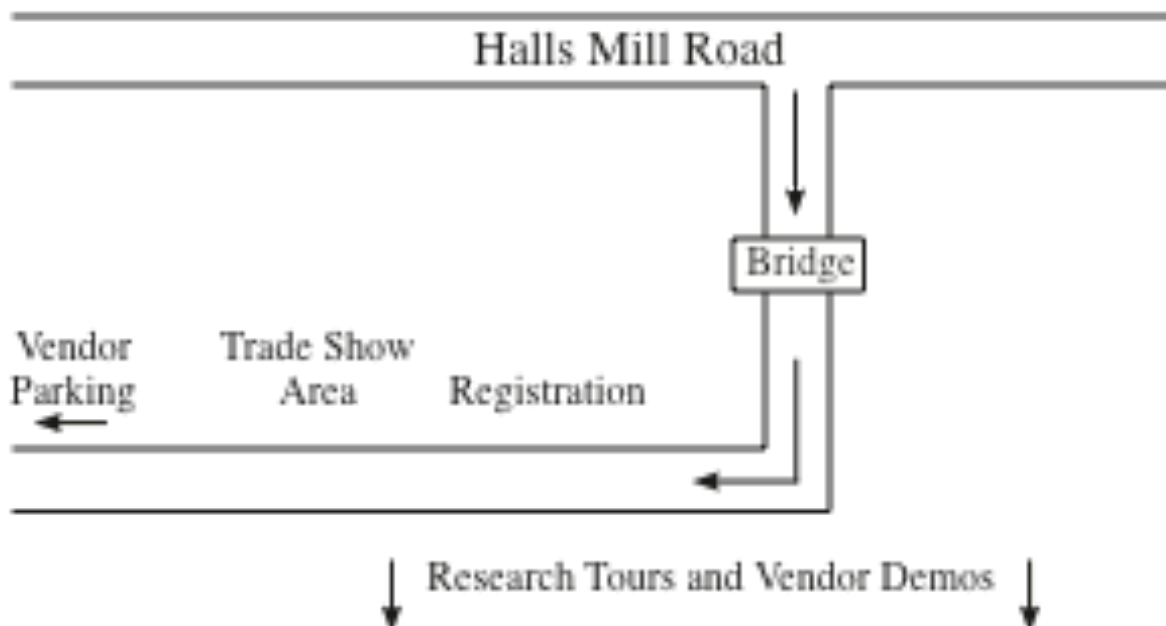 Halls Mill Road
Bridge
Vendor
Parking
Trade Show
Area
Registration
Research Tours and Vendor Demos